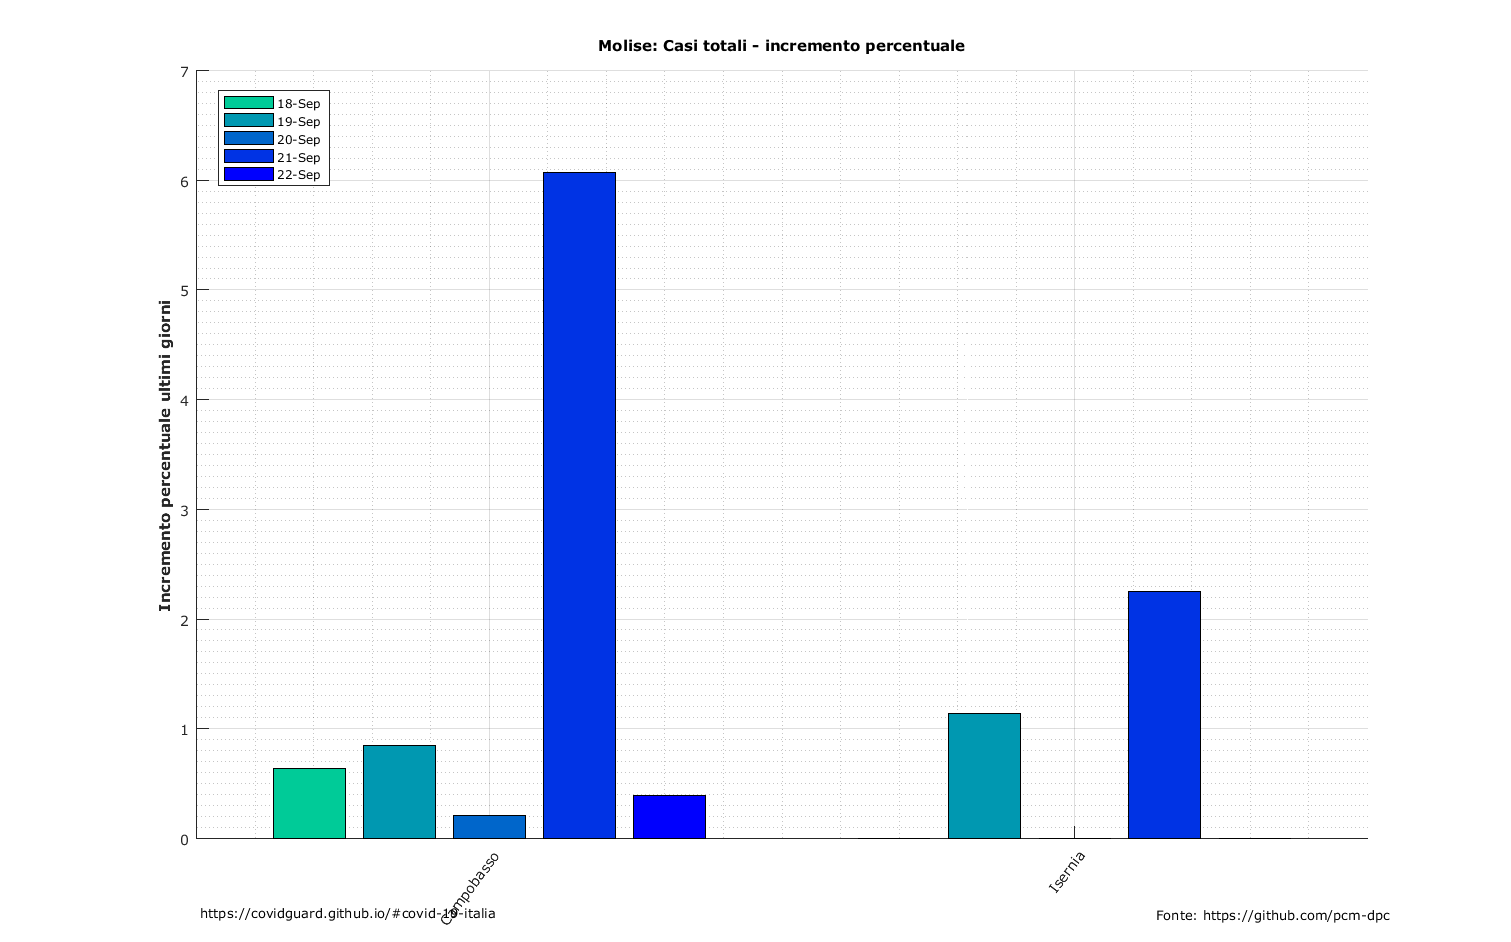 Molise: Casi totali - incremento percentuale
7
6
5
4
3
2
1
0
18-Sep
19-Sep
20-Sep
21-Sep
22-Sep
Incremento percentuale ultimi giorni
Campobasso
Isernia
https://covidguard.github.io/#covid-19-italia
Fonte: https://github.com/pcm-dpc